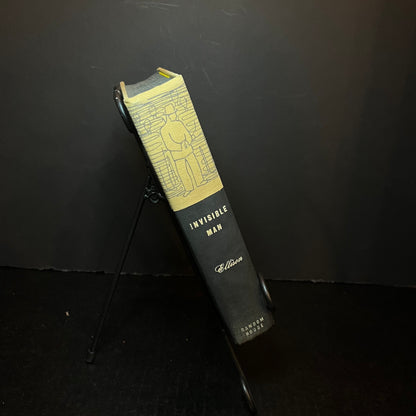 INVISIBLE
MAN
Ellison
RANDOM
HOUSE